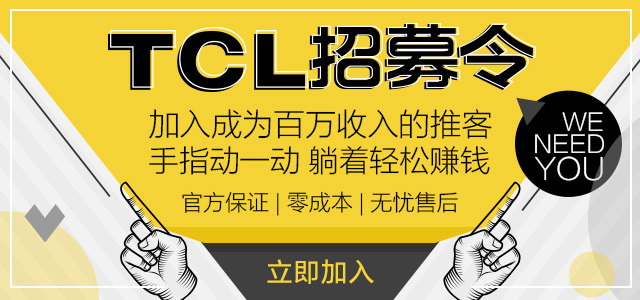 TCL招募令
加入成为百万收入的推客
手指动一动 躺着轻松赚钱
官方保证 | 零成本 | 无忧售后
WE
NEED
YOU
立即加入